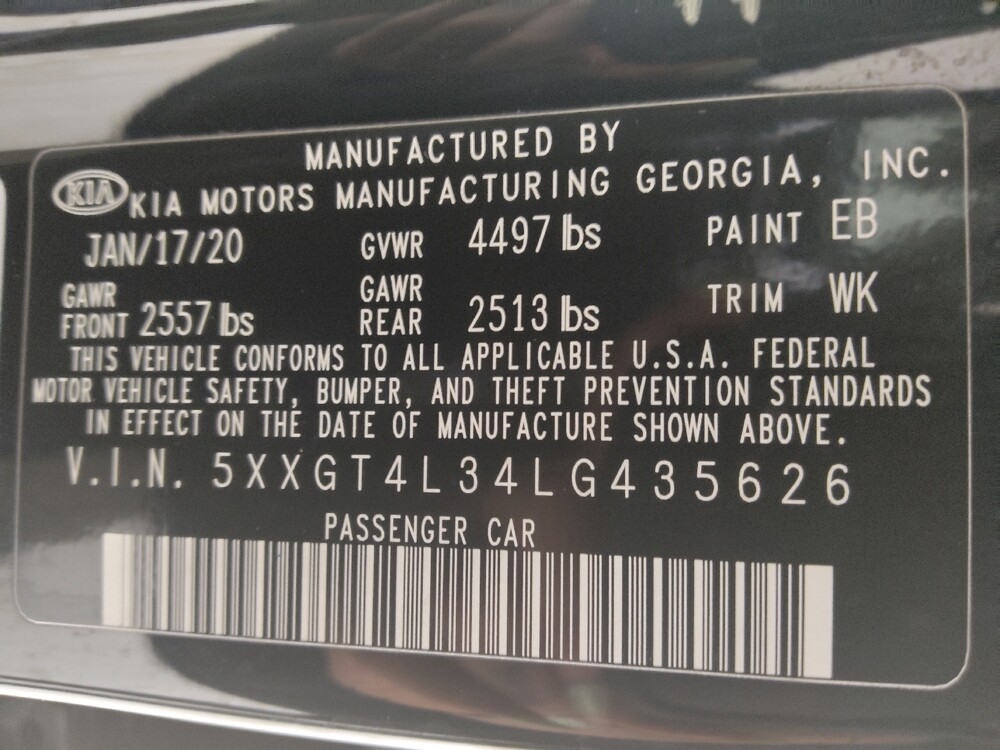 MANUFACTURED BY
KIA KIA MOTORS MANUFACTURING GEORGIA, INC.
JAN/17/20 GVWR 4497 lbs PAINT EB
GAWR FRONT 2557 lbs GAWR REAR 2513 lbs TRIM WK
THIS VEHICLE CONFORMS TO ALL APPLICABLE U.S.A. FEDERAL
MOTOR VEHICLE SAFETY, BUMPER, AND THEFT PREVENTION STANDARDS
IN EFFECT ON THE DATE OF MANUFACTURE SHOWN ABOVE.
V.I.N. 5XXGT4L34LG435626
PASSENGER CAR